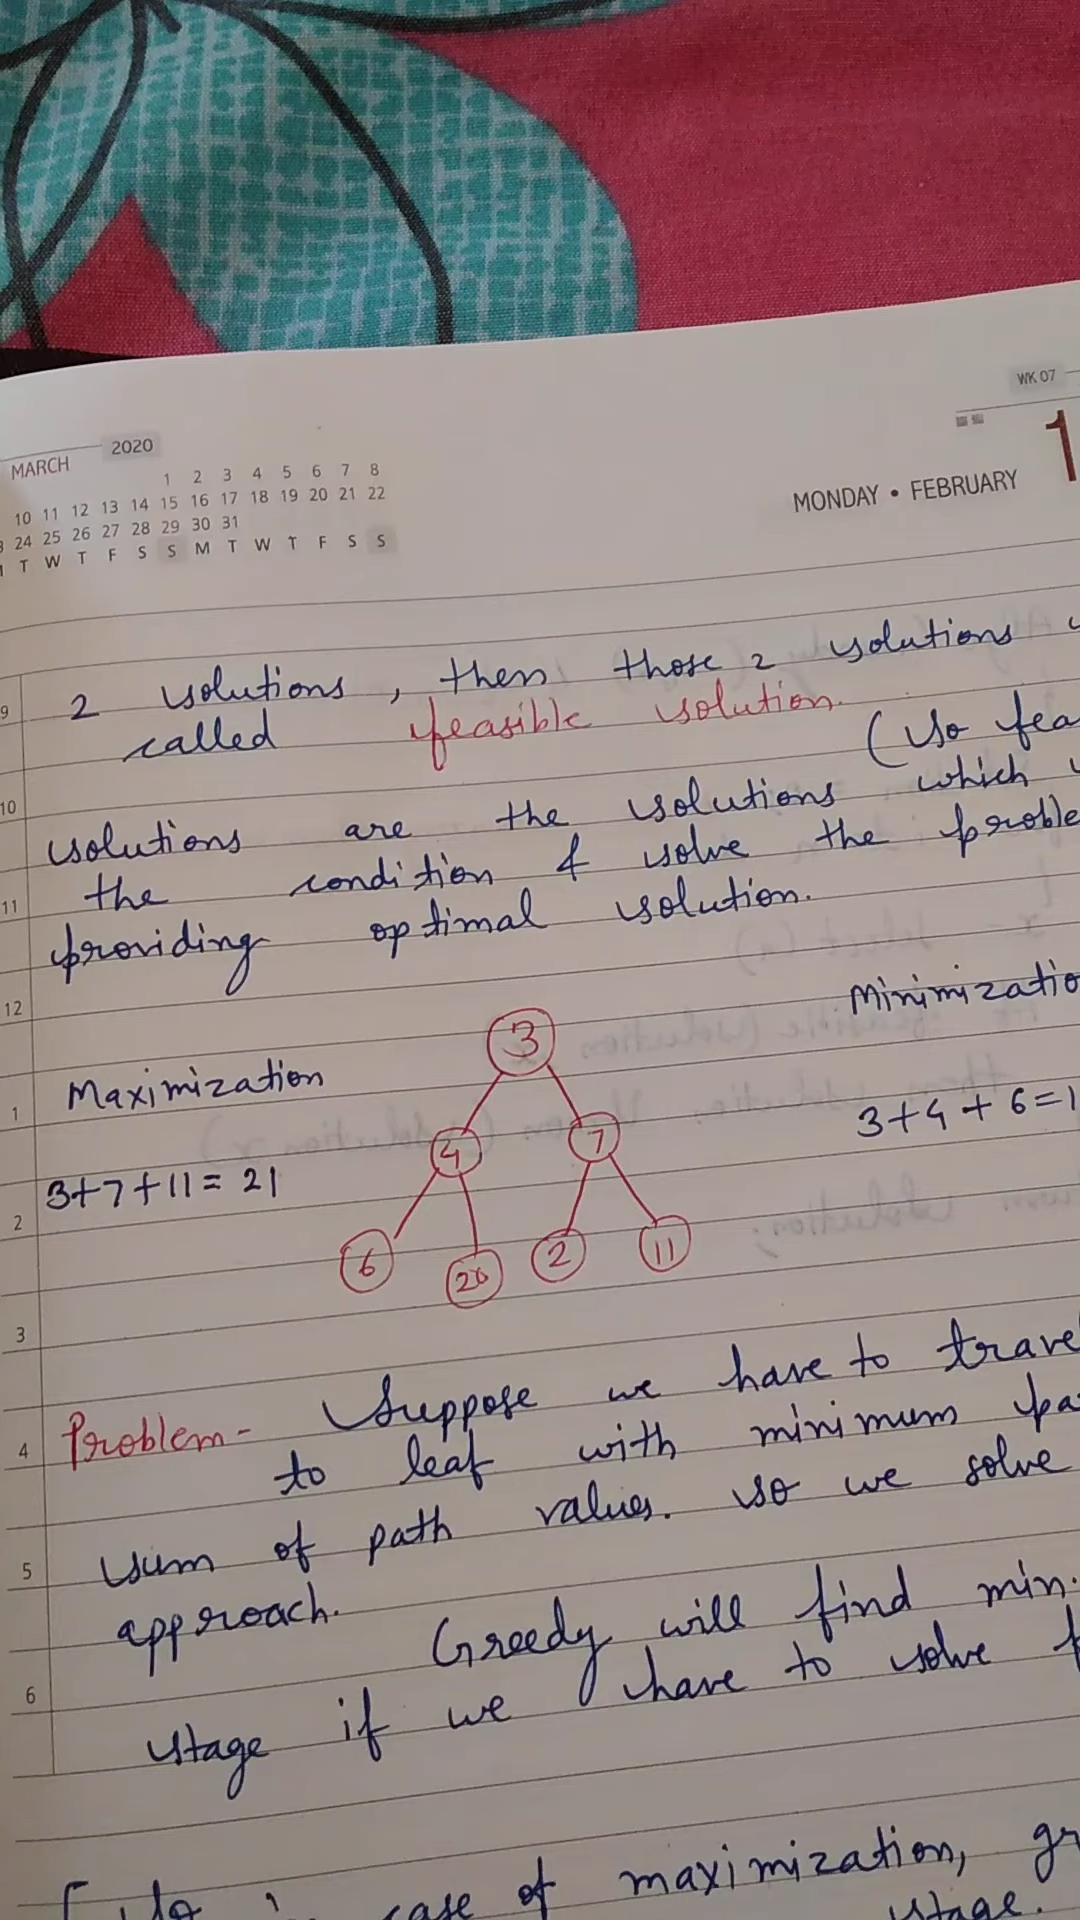 WK 07
MARCH 2020
1 2 3 4 5 6 7 8
10 11 12 13 14 15 16 17 18 19 20 21 22
24 25 26 27 28 29 30 31
T W T F S S M T W T F S S
MONDAY • FEBRUARY 1
9 2 solutions, then those 2 solutions
called feasible solution.
(so fea
10 solutions are the solutions which
11 the condition & solve the proble
providing optimal solution.
12 Minimizatio
3
1 Maximization
3+4+6=1
4 7
2 3+7+11=21
6 26 2 11
3
4 Problem- Suppose we have to trave
to leaf with minimum pa
5 sum of path values. so we solve
approach.
6 Greedy will find min.
stage if we have to solve f
case of maximization, gr
stage.